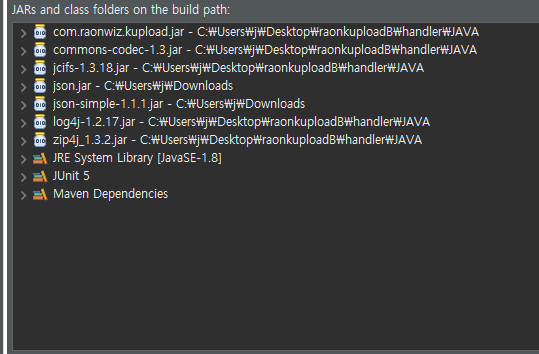 JARs and class folders on the build path:
com.raonwiz.kupload.jar - C:₩Users₩j₩Desktop₩raonkuploadB₩handler₩JAVA
commons-codec-1.3.jar - C:₩Users₩j₩Desktop₩raonkuploadB₩handler₩JAVA
jcifs-1.3.18.jar - C:₩Users₩j₩Desktop₩raonkuploadB₩handler₩JAVA
json.jar - C:₩Users₩j₩Downloads
json-simple-1.1.1.jar - C:₩Users₩j₩Downloads
log4j-1.2.17.jar - C:₩Users₩j₩Desktop₩raonkuploadB₩handler₩JAVA
zip4j_1.3.2.jar - C:₩Users₩j₩Desktop₩raonkuploadB₩handler₩JAVA
JRE System Library [JavaSE-1.8]
JUnit 5
Maven Dependencies